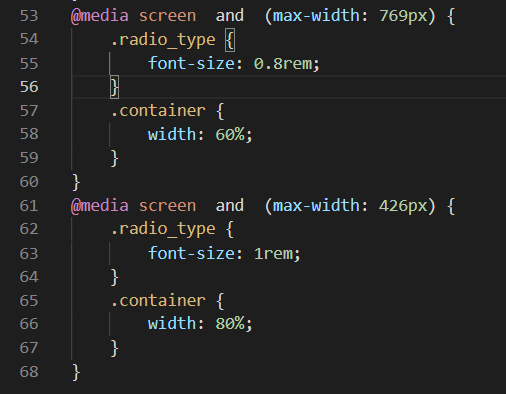 53 @media screen  and  (max-width: 769px) {
54     .radio_type {
55         font-size: 0.8rem;
56     }
57     .container {
58         width: 60%;
59     }
60 }
61 @media screen  and  (max-width: 426px) {
62     .radio_type {
63         font-size: 1rem;
64     }
65     .container {
66         width: 80%;
67     }
68 }